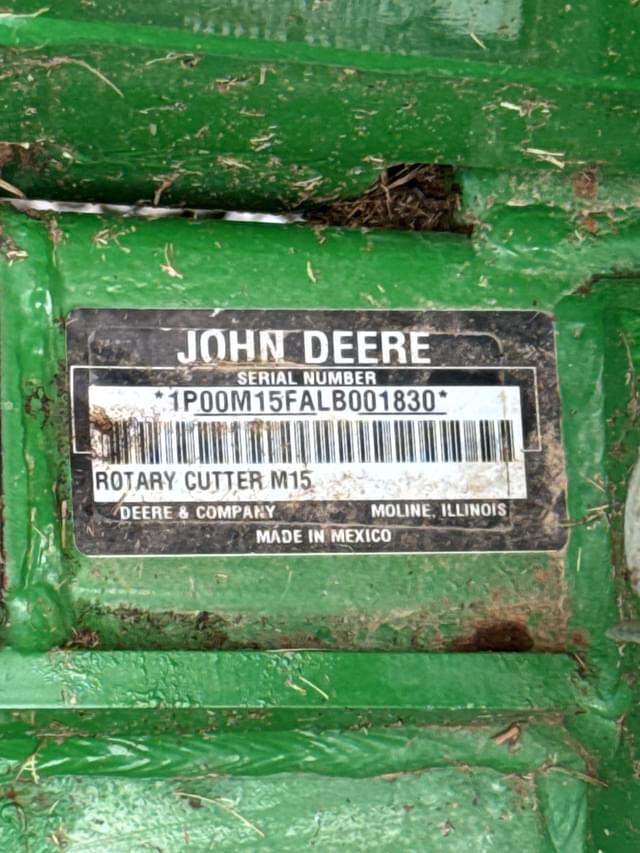 JOHN DEERE
SERIAL NUMBER
*1P00M15FALB001830*
ROTARY CUTTER M15
DEERE & COMPANY MOLINE, ILLINOIS
MADE IN MEXICO